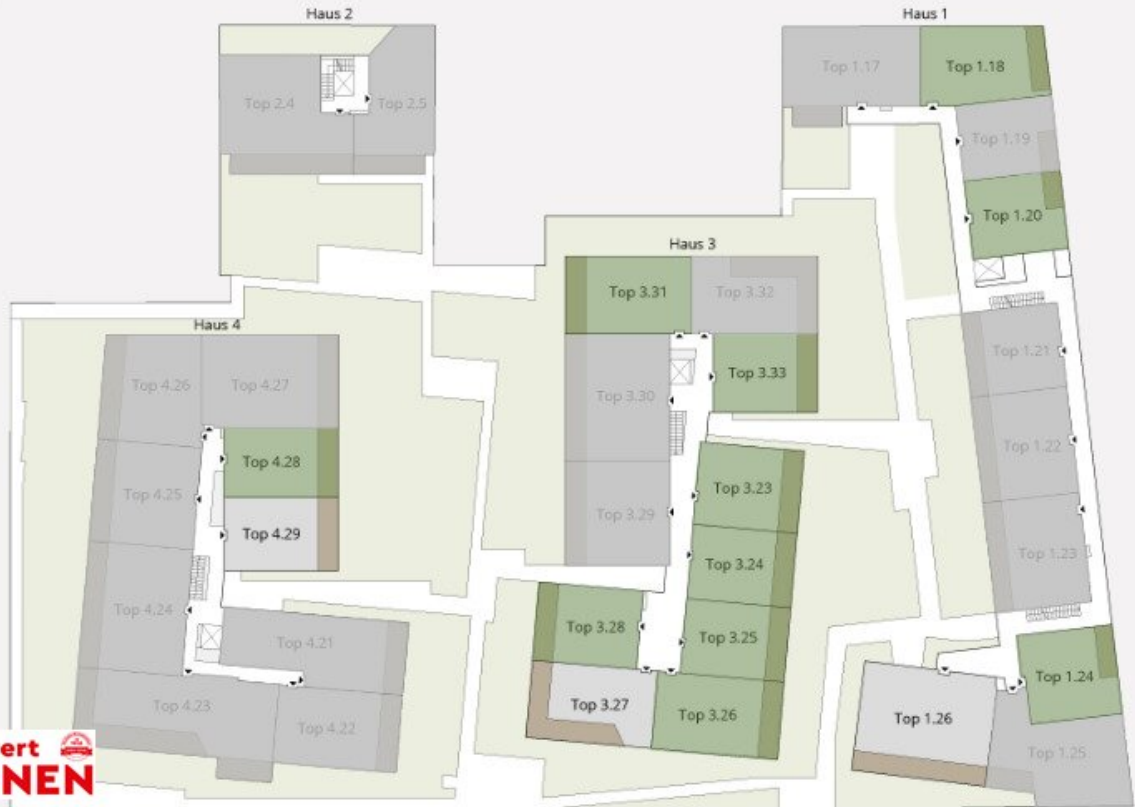 Haus 2
Haus 1
Top 1.17
Top 1.18
Top 2.4
Top 2.5
Top 1.19
Top 1.20
Haus 3
Top 3.31
Top 3.32
Haus 4
Top 4.26
Top 4.27
Top 3.30
Top 3.33
Top 1.21
Top 4.28
Top 1.22
Top 4.25
Top 3.29
Top 3.23
Top 4.29
Top 3.24
Top 1.23
Top 4.24
Top 3.28
Top 3.25
Top 4.21
Top 1.24
Top 4.23
Top 3.27
Top 3.26
Top 4.22
Top 1.26
Top 1.25
ert
NEN